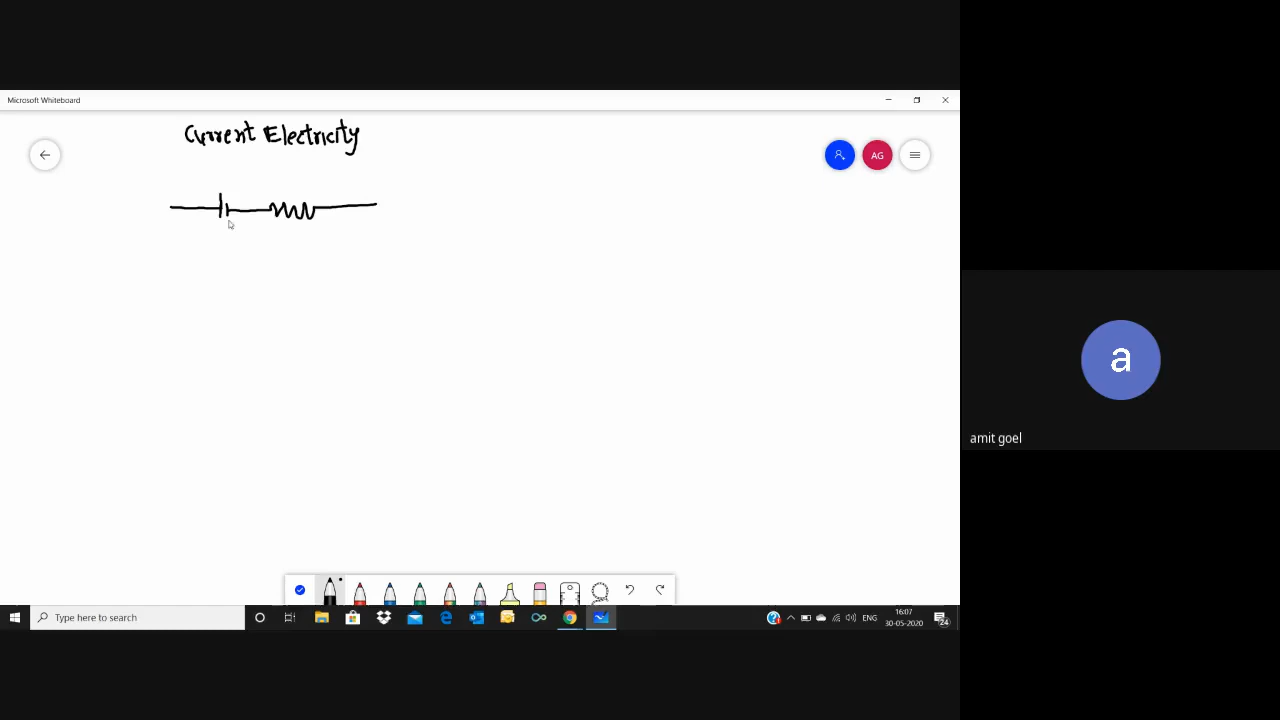 Microsoft Whiteboard
Current Electricity
AG
a
amit goel
Type here to search
ENG
16:07
30-05-2020
24